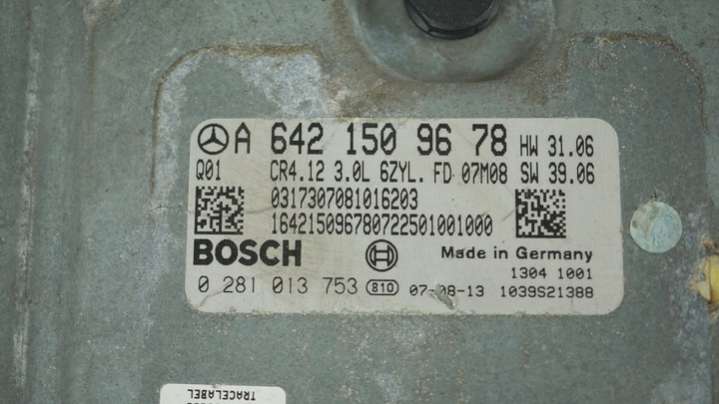 A 642 150 96 78 HW 31.06
Q01 CR4.12 3.0L 6ZYL. FD 07M08 SW 39.06
0317307081016203
164215096780722501001000
BOSCH Made in Germany
1304 1001
0 281 013 753 810 07-08-13 1039S21388
TRACELABEL